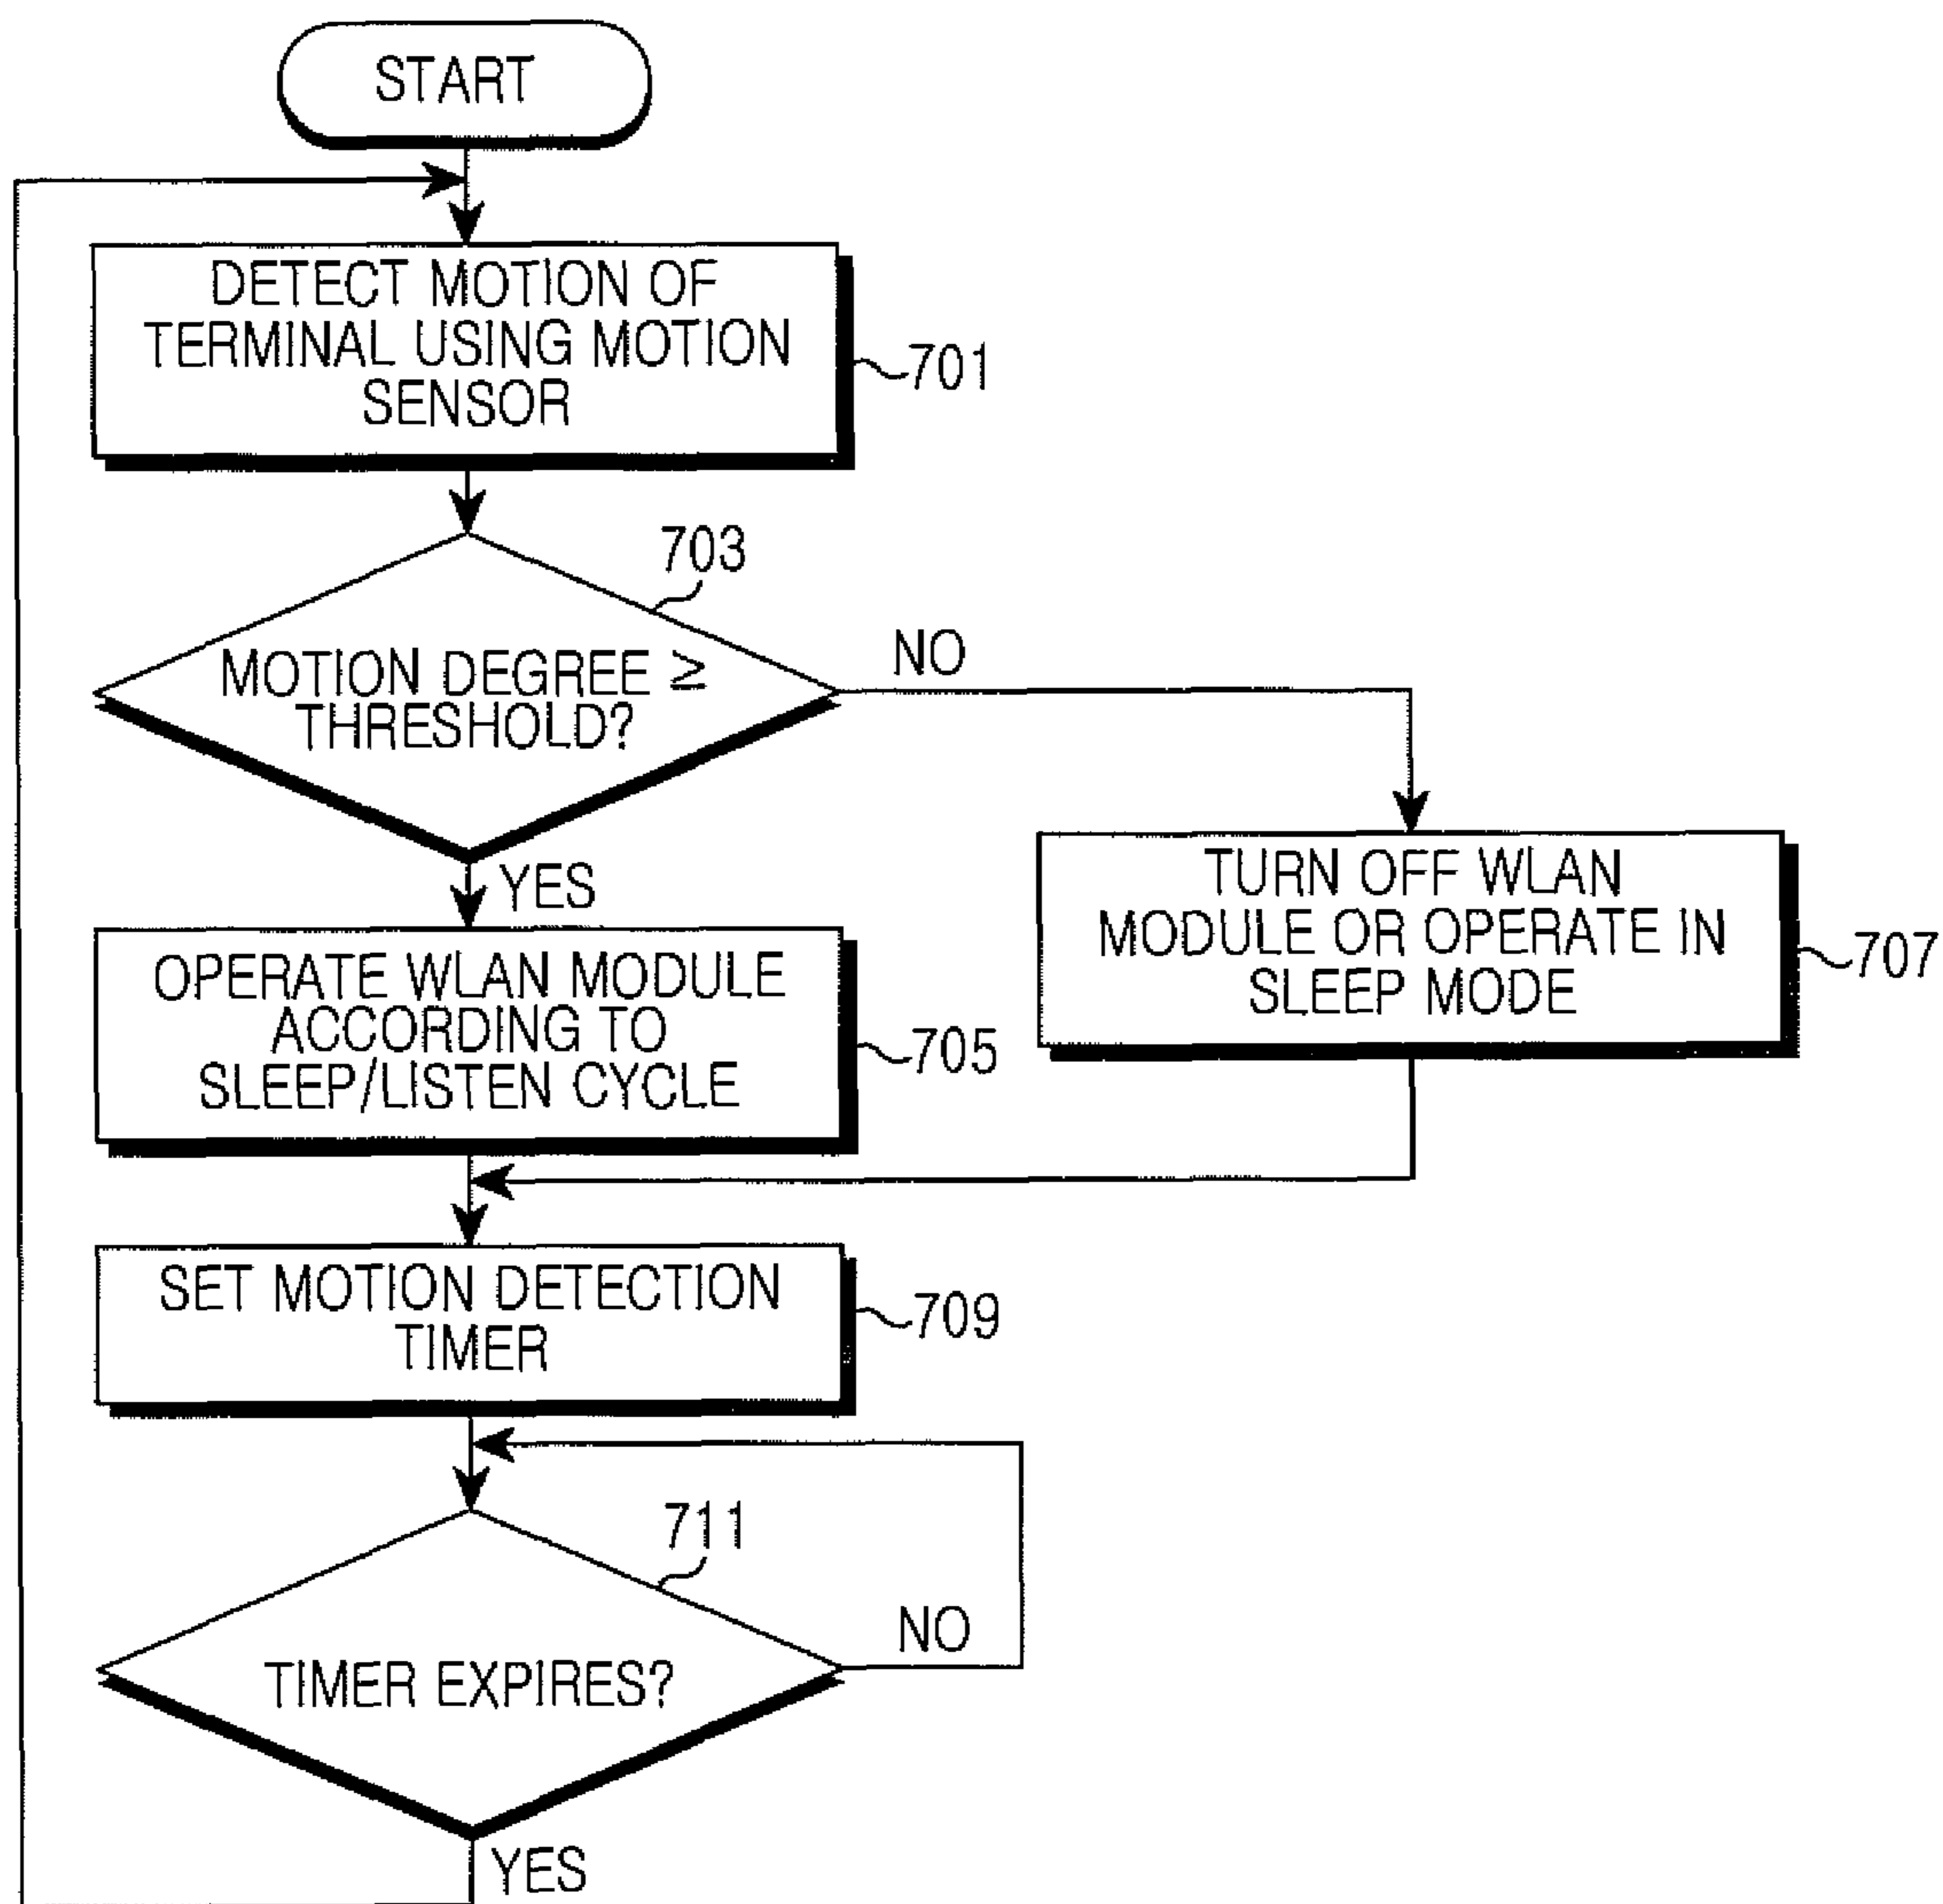 START
DETECT MOTION OF
TERMINAL USING MOTION
SENSOR
701
703
MOTION DEGREE ≥
THRESHOLD?
NO
YES
TURN OFF WLAN
MODULE OR OPERATE IN
SLEEP MODE
707
OPERATE WLAN MODULE
ACCORDING TO
SLEEP/LISTEN CYCLE
705
SET MOTION DETECTION
TIMER
709
711
NO
TIMER EXPIRES?
YES